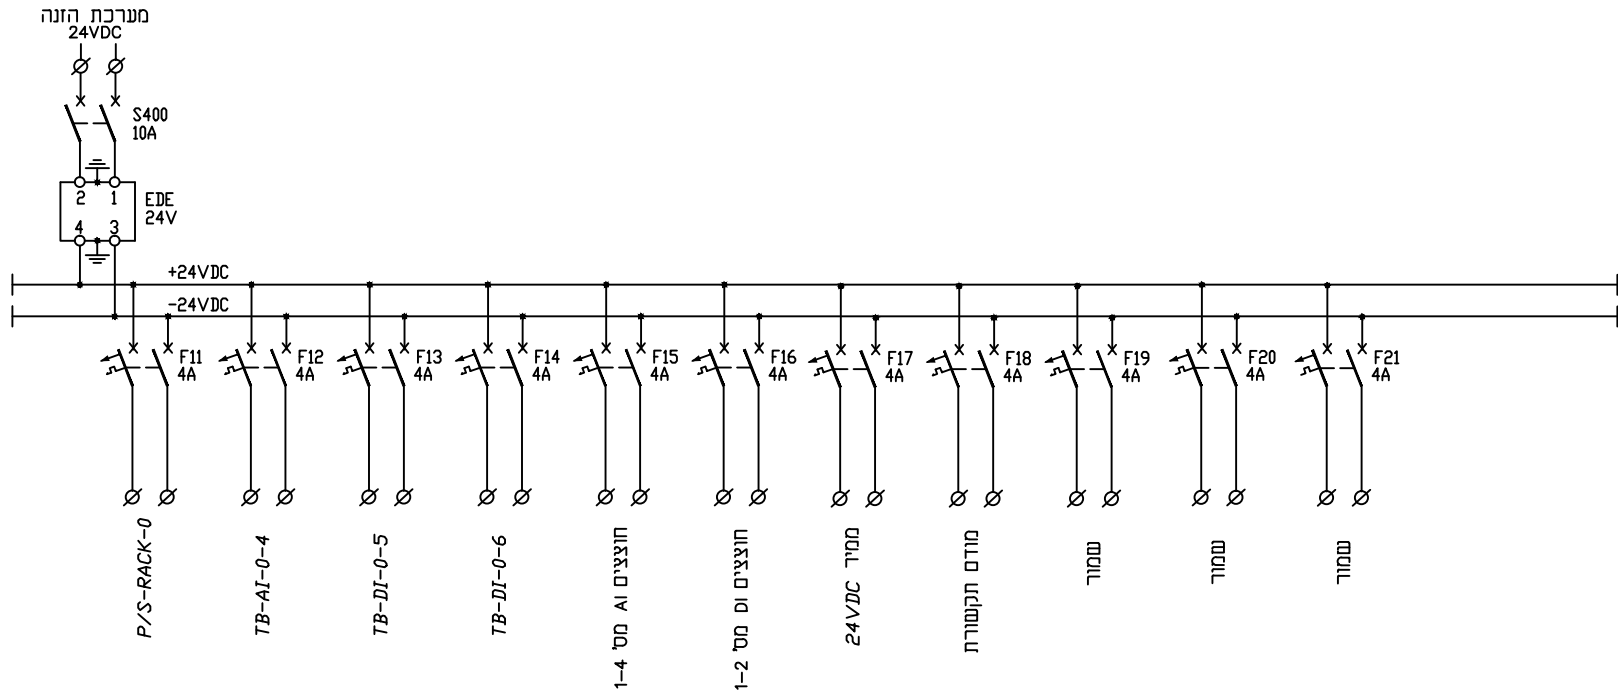 מערכת הזנה
24VDC
S400
10A
2 1
EDE
24V
4 3
+24VDC
-24VDC
F11
4A
F12
4A
F13
4A
F14
4A
F15
4A
F16
4A
F17
4A
F18
4A
F19
4A
F20
4A
F21
4A
P/S-RACK-0
TB-AI-0-4
TB-DI-0-5
TB-DI-0-6
חוצצים AI מס' 1-4
חוצצים DI מס' 1-2
ממיר 24VDC
מודם תקשורת
שמור
שמור
שמור